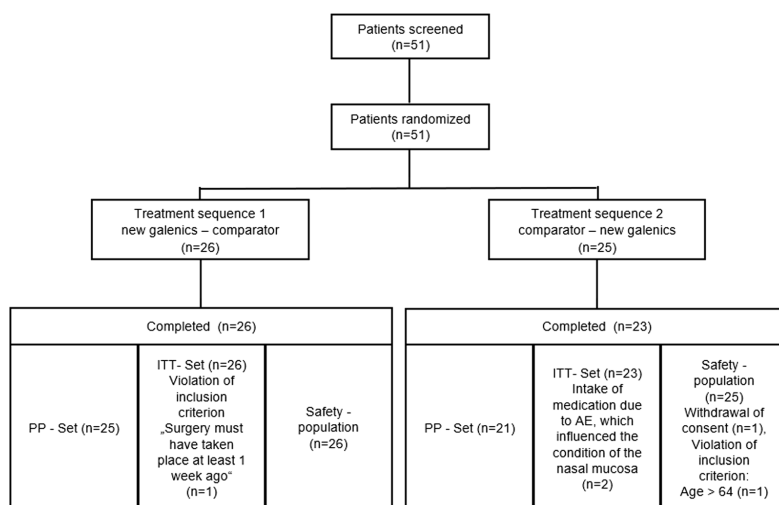 Patients screened
(n=51)
Patients randomized
(n=51)
Treatment sequence 1
new galenics – comparator
(n=26)
Treatment sequence 2
comparator – new galenics
(n=25)
Completed (n=26)
PP - Set (n=25)
ITT- Set (n=26)
Violation of
inclusion
criterion
„Surgery must
have taken
place at least 1
week ago“
(n=1)
Safety -
population
(n=26)
Completed (n=23)
PP - Set (n=21)
ITT- Set (n=23)
Intake of
medication due
to AE, which
influenced the
condition of the
nasal mucosa
(n=2)
Safety -
population
(n=25)
Withdrawal of
consent (n=1),
Violation of
inclusion
criterion:
Age > 64 (n=1)